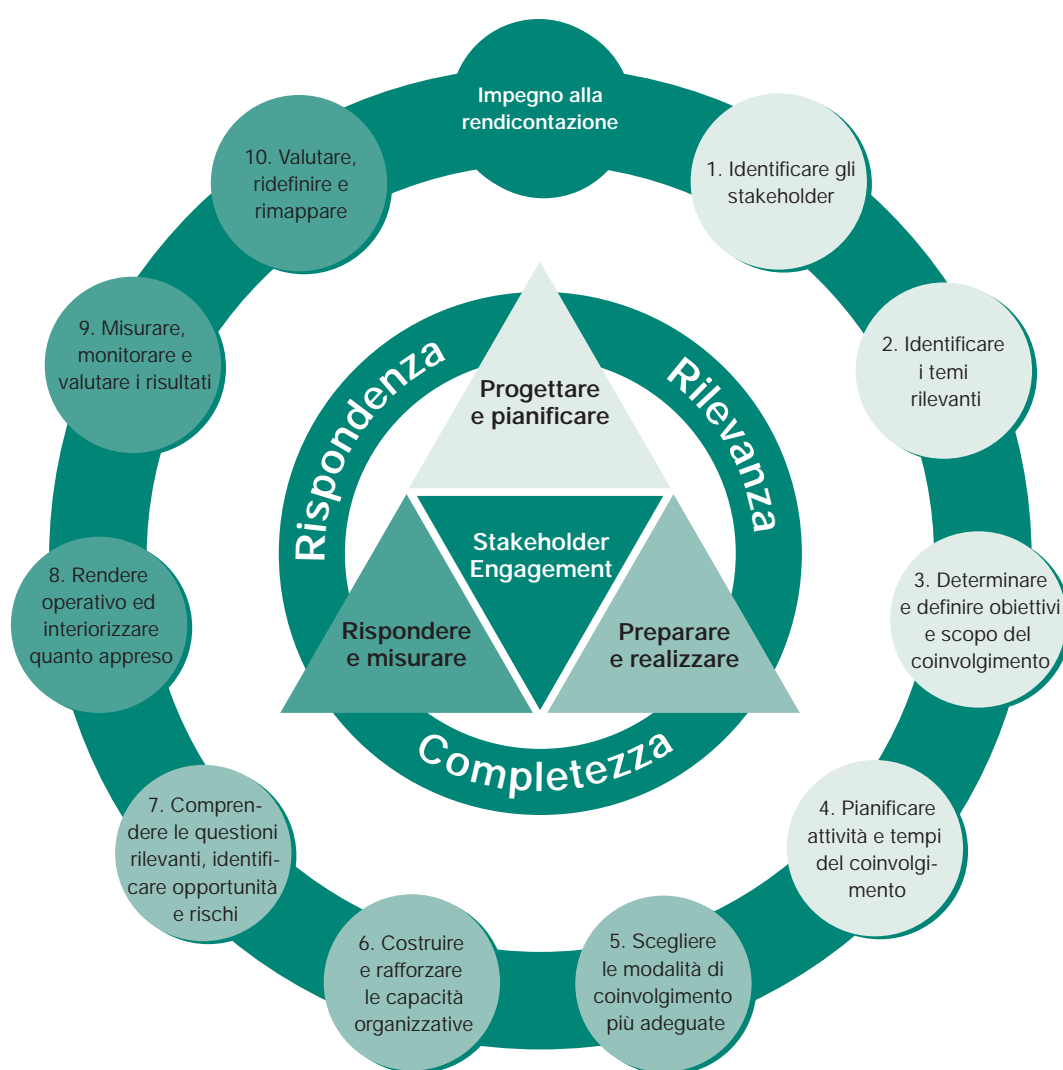 Impegno alla
rendicontazione
1. Identificare gli
stakeholder
2. Identificare
i temi
rilevanti
3. Determinare
e definire obiettivi
e scopo del
coinvolgimento
4. Pianificare
attività e tempi
del coinvolgi-
mento
5. Scegliere
le modalità di
coinvolgimento
più adeguate
6. Costruire
e rafforzare
le capacità
organizzative
7. Compren-
dere le questioni
rilevanti, identifi-
care opportunità
e rischi
8. Rendere
operativo ed
interiorizzare
quanto appreso
9. Misurare,
monitorare e
valutare i risultati
10. Valutare,
ridefinire e
rimappare
Rispondenza
Rilevanza
Completezza
Progettare
e pianificare
Stakeholder
Engagement
Rispondere
e misurare
Preparare
e realizzare